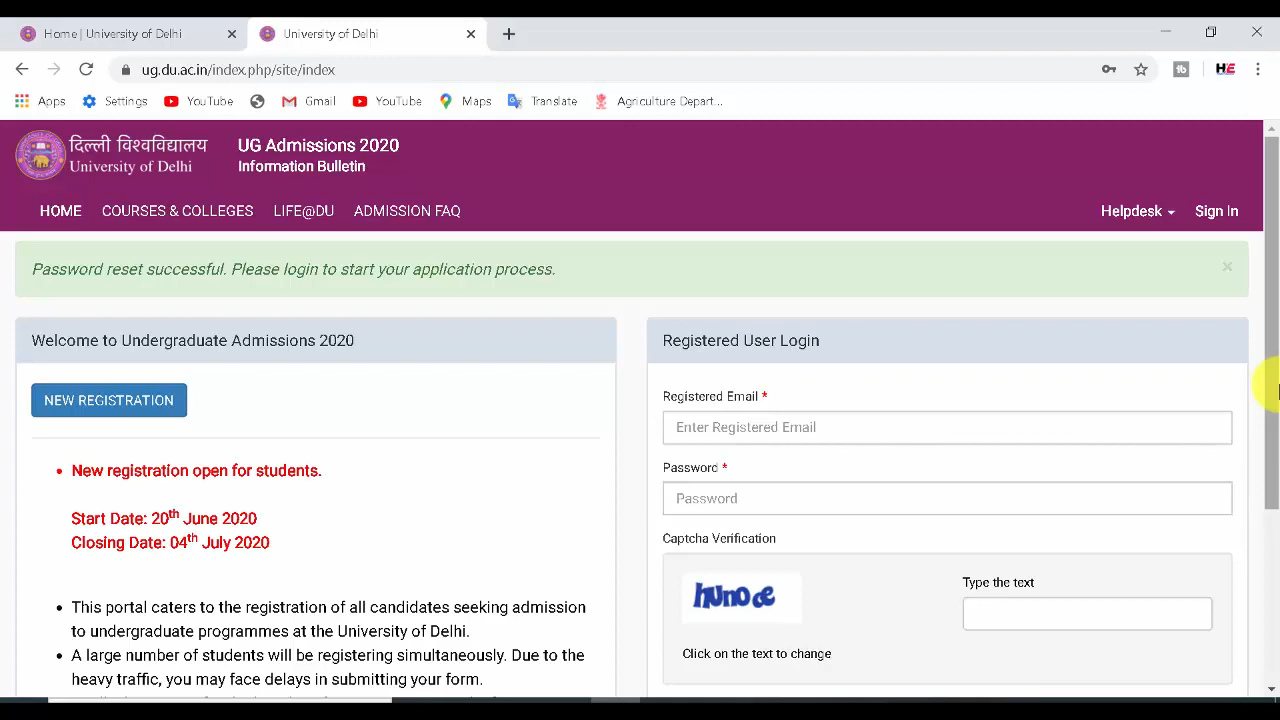 Home | University of Delhi
University of Delhi
ug.du.ac.in/index.php/site/index
Apps Settings YouTube Gmail YouTube Maps Translate Agriculture Depart...
दिल्ली विश्वविद्यालय
University of Delhi
UG Admissions 2020
Information Bulletin
HOME COURSES & COLLEGES LIFE@DU ADMISSION FAQ Helpdesk Sign In
Password reset successful. Please login to start your application process.
Welcome to Undergraduate Admissions 2020
NEW REGISTRATION
New registration open for students.
Start Date: 20th June 2020
Closing Date: 04th July 2020
This portal caters to the registration of all candidates seeking admission
to undergraduate programmes at the University of Delhi.
A large number of students will be registering simultaneously. Due to the
heavy traffic, you may face delays in submitting your form.
Registered User Login
Registered Email *
Enter Registered Email
Password *
Password
Captcha Verification
hunoce
Type the text
Click on the text to change